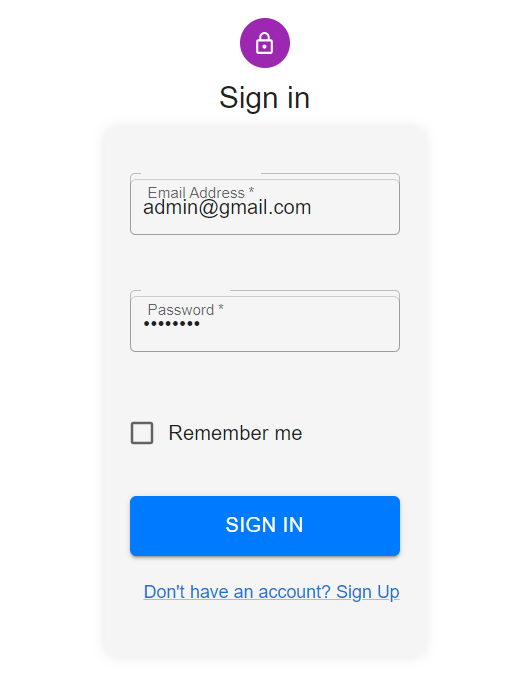 Sign in
Email Address *
admin@gmail.com
Password *
••••••••
Remember me
SIGN IN
Don't have an account? Sign Up